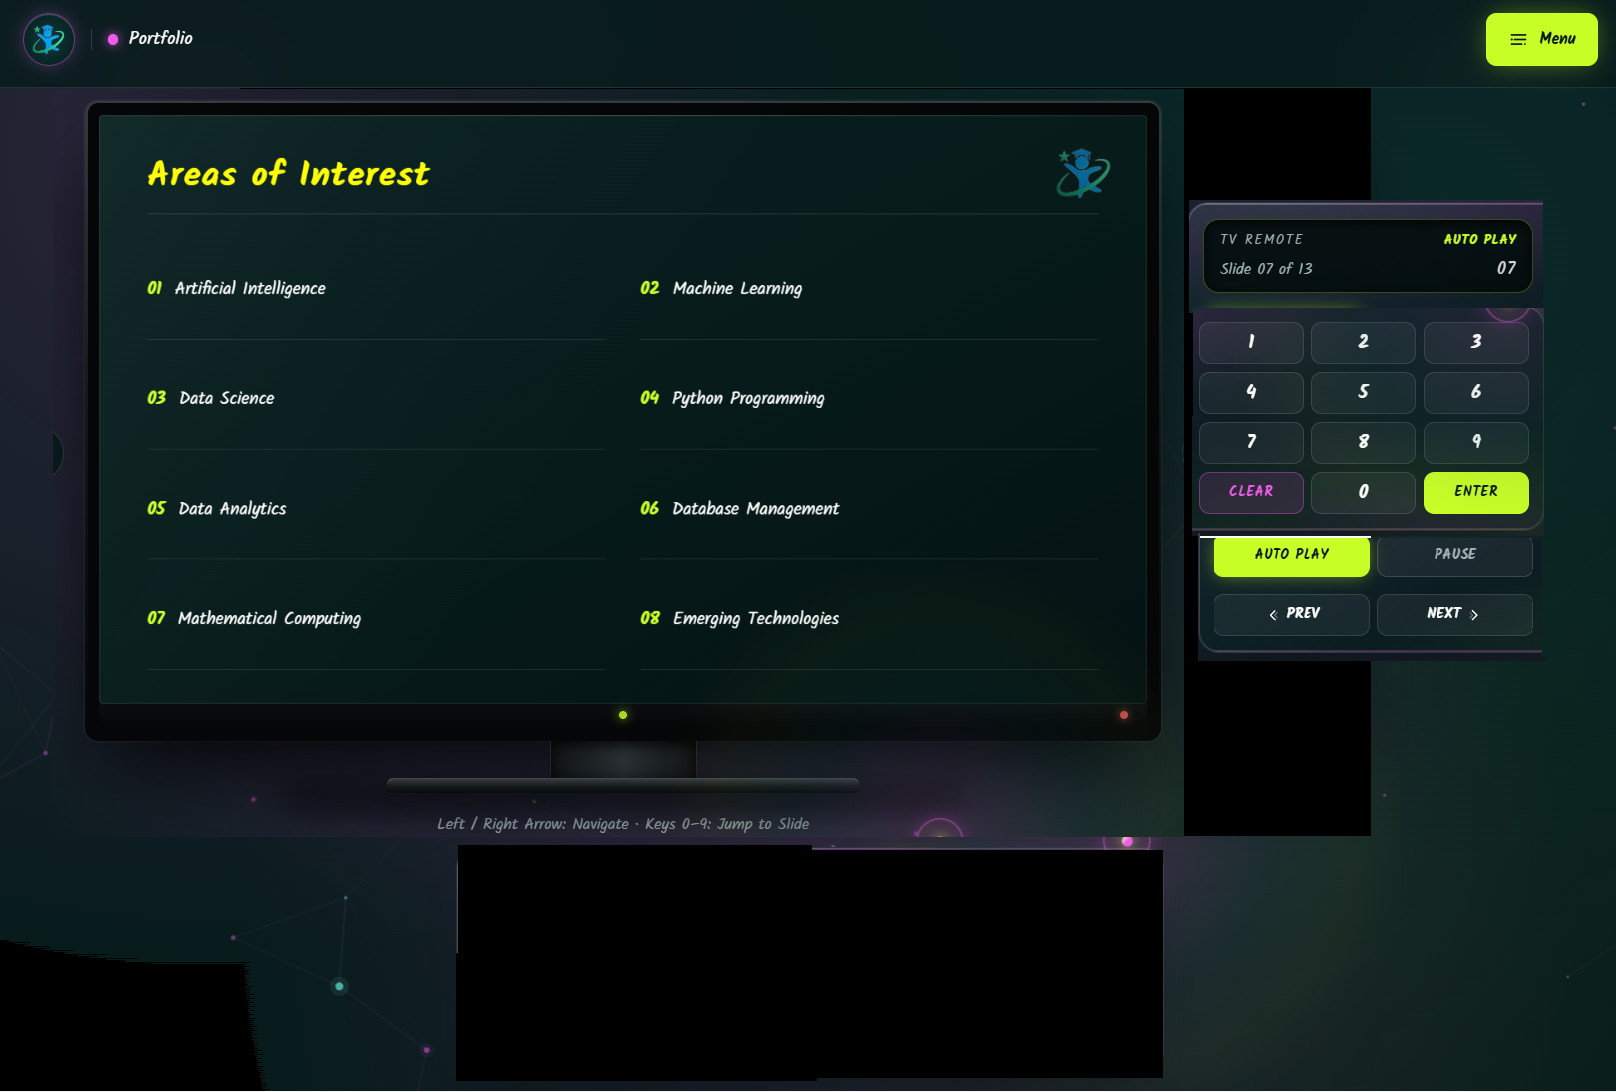 Portfolio
Menu
Areas of Interest
01 Artificial Intelligence
02 Machine Learning
03 Data Science
04 Python Programming
05 Data Analytics
06 Database Management
07 Mathematical Computing
08 Emerging Technologies
Left / Right Arrow: Navigate · Keys 0–9: Jump to Slide
TV REMOTE AUTO PLAY
Slide 07 of 13 07
1 2 3
4 5 6
7 8 9
CLEAR 0 ENTER
AUTO PLAY PAUSE
PREV NEXT